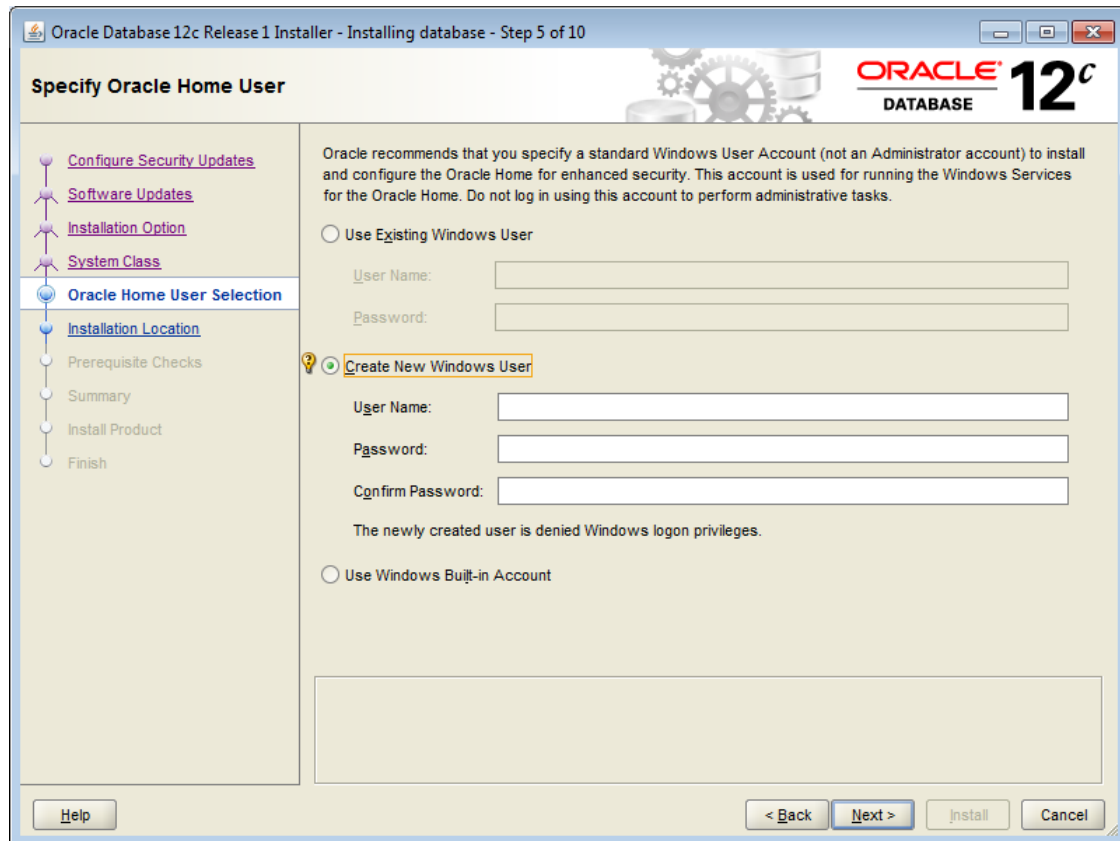 Oracle Database 12c Release 1 Installer - Installing database - Step 5 of 10
Specify Oracle Home User
ORACLE®
DATABASE
12c
Configure Security Updates
Software Updates
Installation Option
System Class
Oracle Home User Selection
Installation Location
Prerequisite Checks
Summary
Install Product
Finish
Oracle recommends that you specify a standard Windows User Account (not an Administrator account) to install
and configure the Oracle Home for enhanced security. This account is used for running the Windows Services
for the Oracle Home. Do not log in using this account to perform administrative tasks.
Use Existing Windows User
User Name:
Password:
Create New Windows User
User Name:
Password:
Confirm Password:
The newly created user is denied Windows logon privileges.
Use Windows Built-in Account
Help
< Back
Next >
Install
Cancel